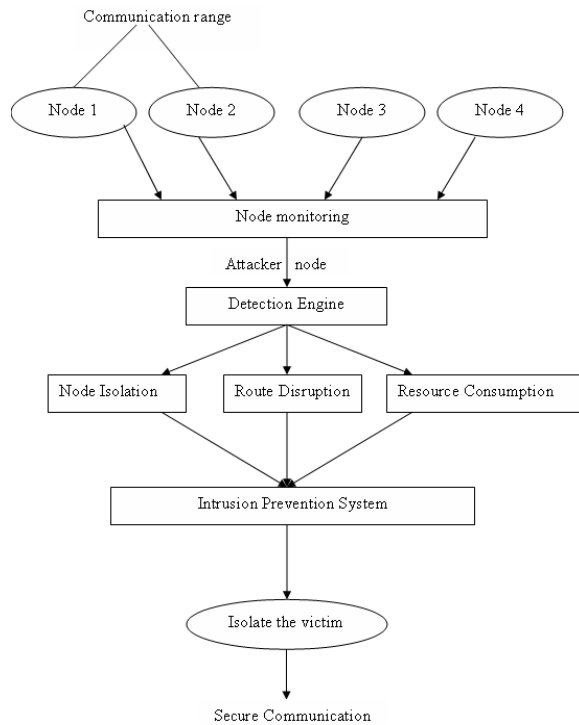 Communication range
Node 1
Node 2
Node 3
Node 4
Node monitoring
Attacker node
Detection Engine
Node Isolation
Route Disruption
Resource Consumption
Intrusion Prevention System
Isolate the victim
Secure Communication